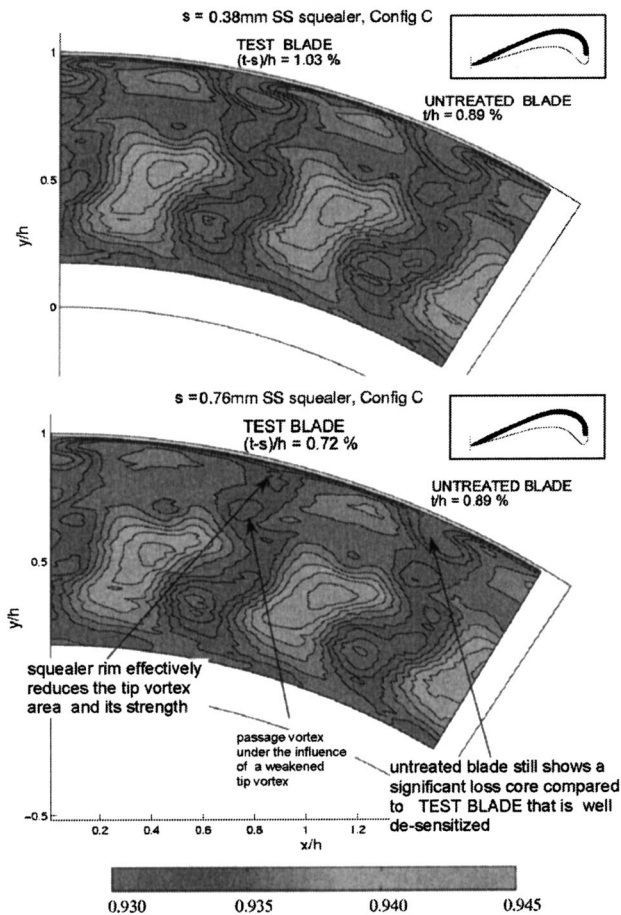 s = 0.38mm SS squealer, Config C
TEST BLADE
(t-s)/h = 1.03 %
UNTREATED BLADE
t/h = 0.89 %
1
0.5
0
y/h
s =0.76mm SS squealer, Config C
TEST BLADE
(t-s)/h = 0.72 %
UNTREATED BLADE
t/h = 0.89 %
1
0.5
y/h
squealer rim effectively
reduces the tip vortex
area and its strength
passage vortex
under the influence
of a weakened
tip vortex
untreated blade still shows a
significant loss core compared
to TEST BLADE that is well
de-sensitized
-0.5
0.2 0.4 0.6 0.8 1 1.2
x/h
0.930 0.935 0.940 0.945